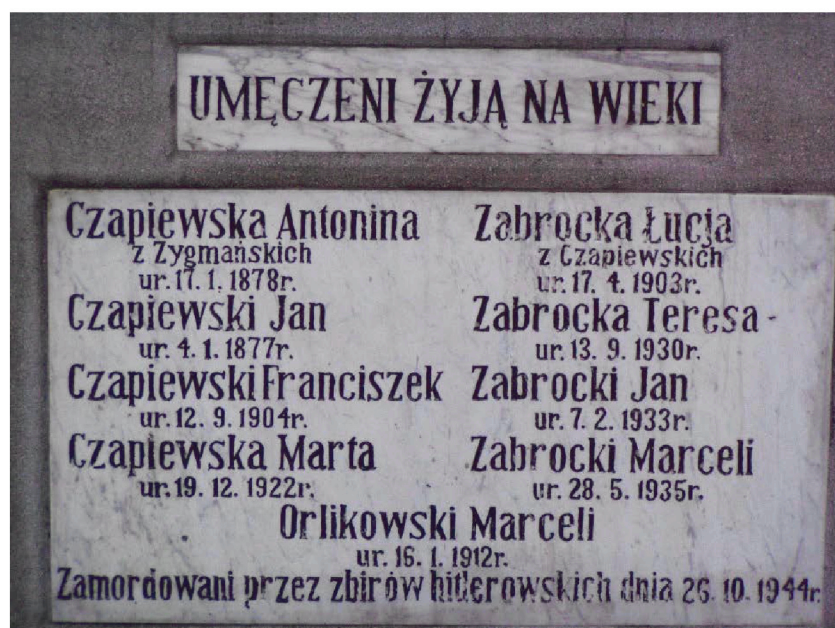 UMĘCZENI ŻYJĄ NA WIEKI
Czapiewska Antonina
z Zygmańskich
ur. 17. 1. 1878r.
Czapiewski Jan
ur. 4. 1. 1877r.
Czapiewski Franciszek
ur. 12. 9. 1904r.
Czapiewska Marta
ur. 19. 12. 1922r.
Zabrocka Łucja
z Czapiewskich
ur. 17. 4. 1903r.
Zabrocka Teresa
ur. 13. 9. 1930r.
Zabrocki Jan
ur. 7. 2. 1933r.
Zabrocki Marceli
ur. 28. 5. 1935r.
Orlikowski Marceli
ur. 16. 1. 1912r.
Zamordowani przez zbirów hitlerowskich dnia 26. 10. 1944r.